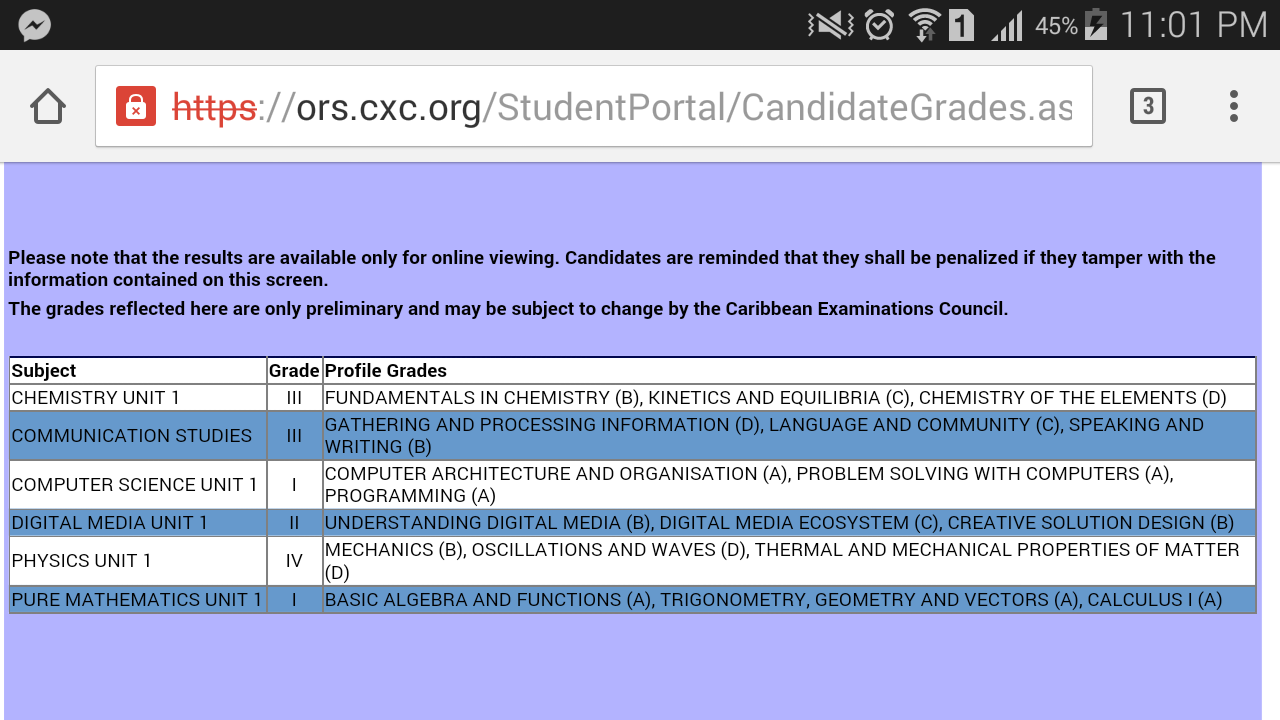 1 45% 11:01 PM
https://ors.cxc.org/StudentPortal/CandidateGrades.as
3
Please note that the results are available only for online viewing. Candidates are reminded that they shall be penalized if they tamper with the
information contained on this screen.
The grades reflected here are only preliminary and may be subject to change by the Caribbean Examinations Council.
Subject Grade Profile Grades
CHEMISTRY UNIT 1 III FUNDAMENTALS IN CHEMISTRY (B), KINETICS AND EQUILIBRIA (C), CHEMISTRY OF THE ELEMENTS (D)
COMMUNICATION STUDIES III GATHERING AND PROCESSING INFORMATION (D), LANGUAGE AND COMMUNITY (C), SPEAKING AND
WRITING (B)
COMPUTER SCIENCE UNIT 1 I COMPUTER ARCHITECTURE AND ORGANISATION (A), PROBLEM SOLVING WITH COMPUTERS (A),
PROGRAMMING (A)
DIGITAL MEDIA UNIT 1 II UNDERSTANDING DIGITAL MEDIA (B), DIGITAL MEDIA ECOSYSTEM (C), CREATIVE SOLUTION DESIGN (B)
PHYSICS UNIT 1 IV MECHANICS (B), OSCILLATIONS AND WAVES (D), THERMAL AND MECHANICAL PROPERTIES OF MATTER
(D)
PURE MATHEMATICS UNIT 1 I BASIC ALGEBRA AND FUNCTIONS (A), TRIGONOMETRY, GEOMETRY AND VECTORS (A), CALCULUS I (A)